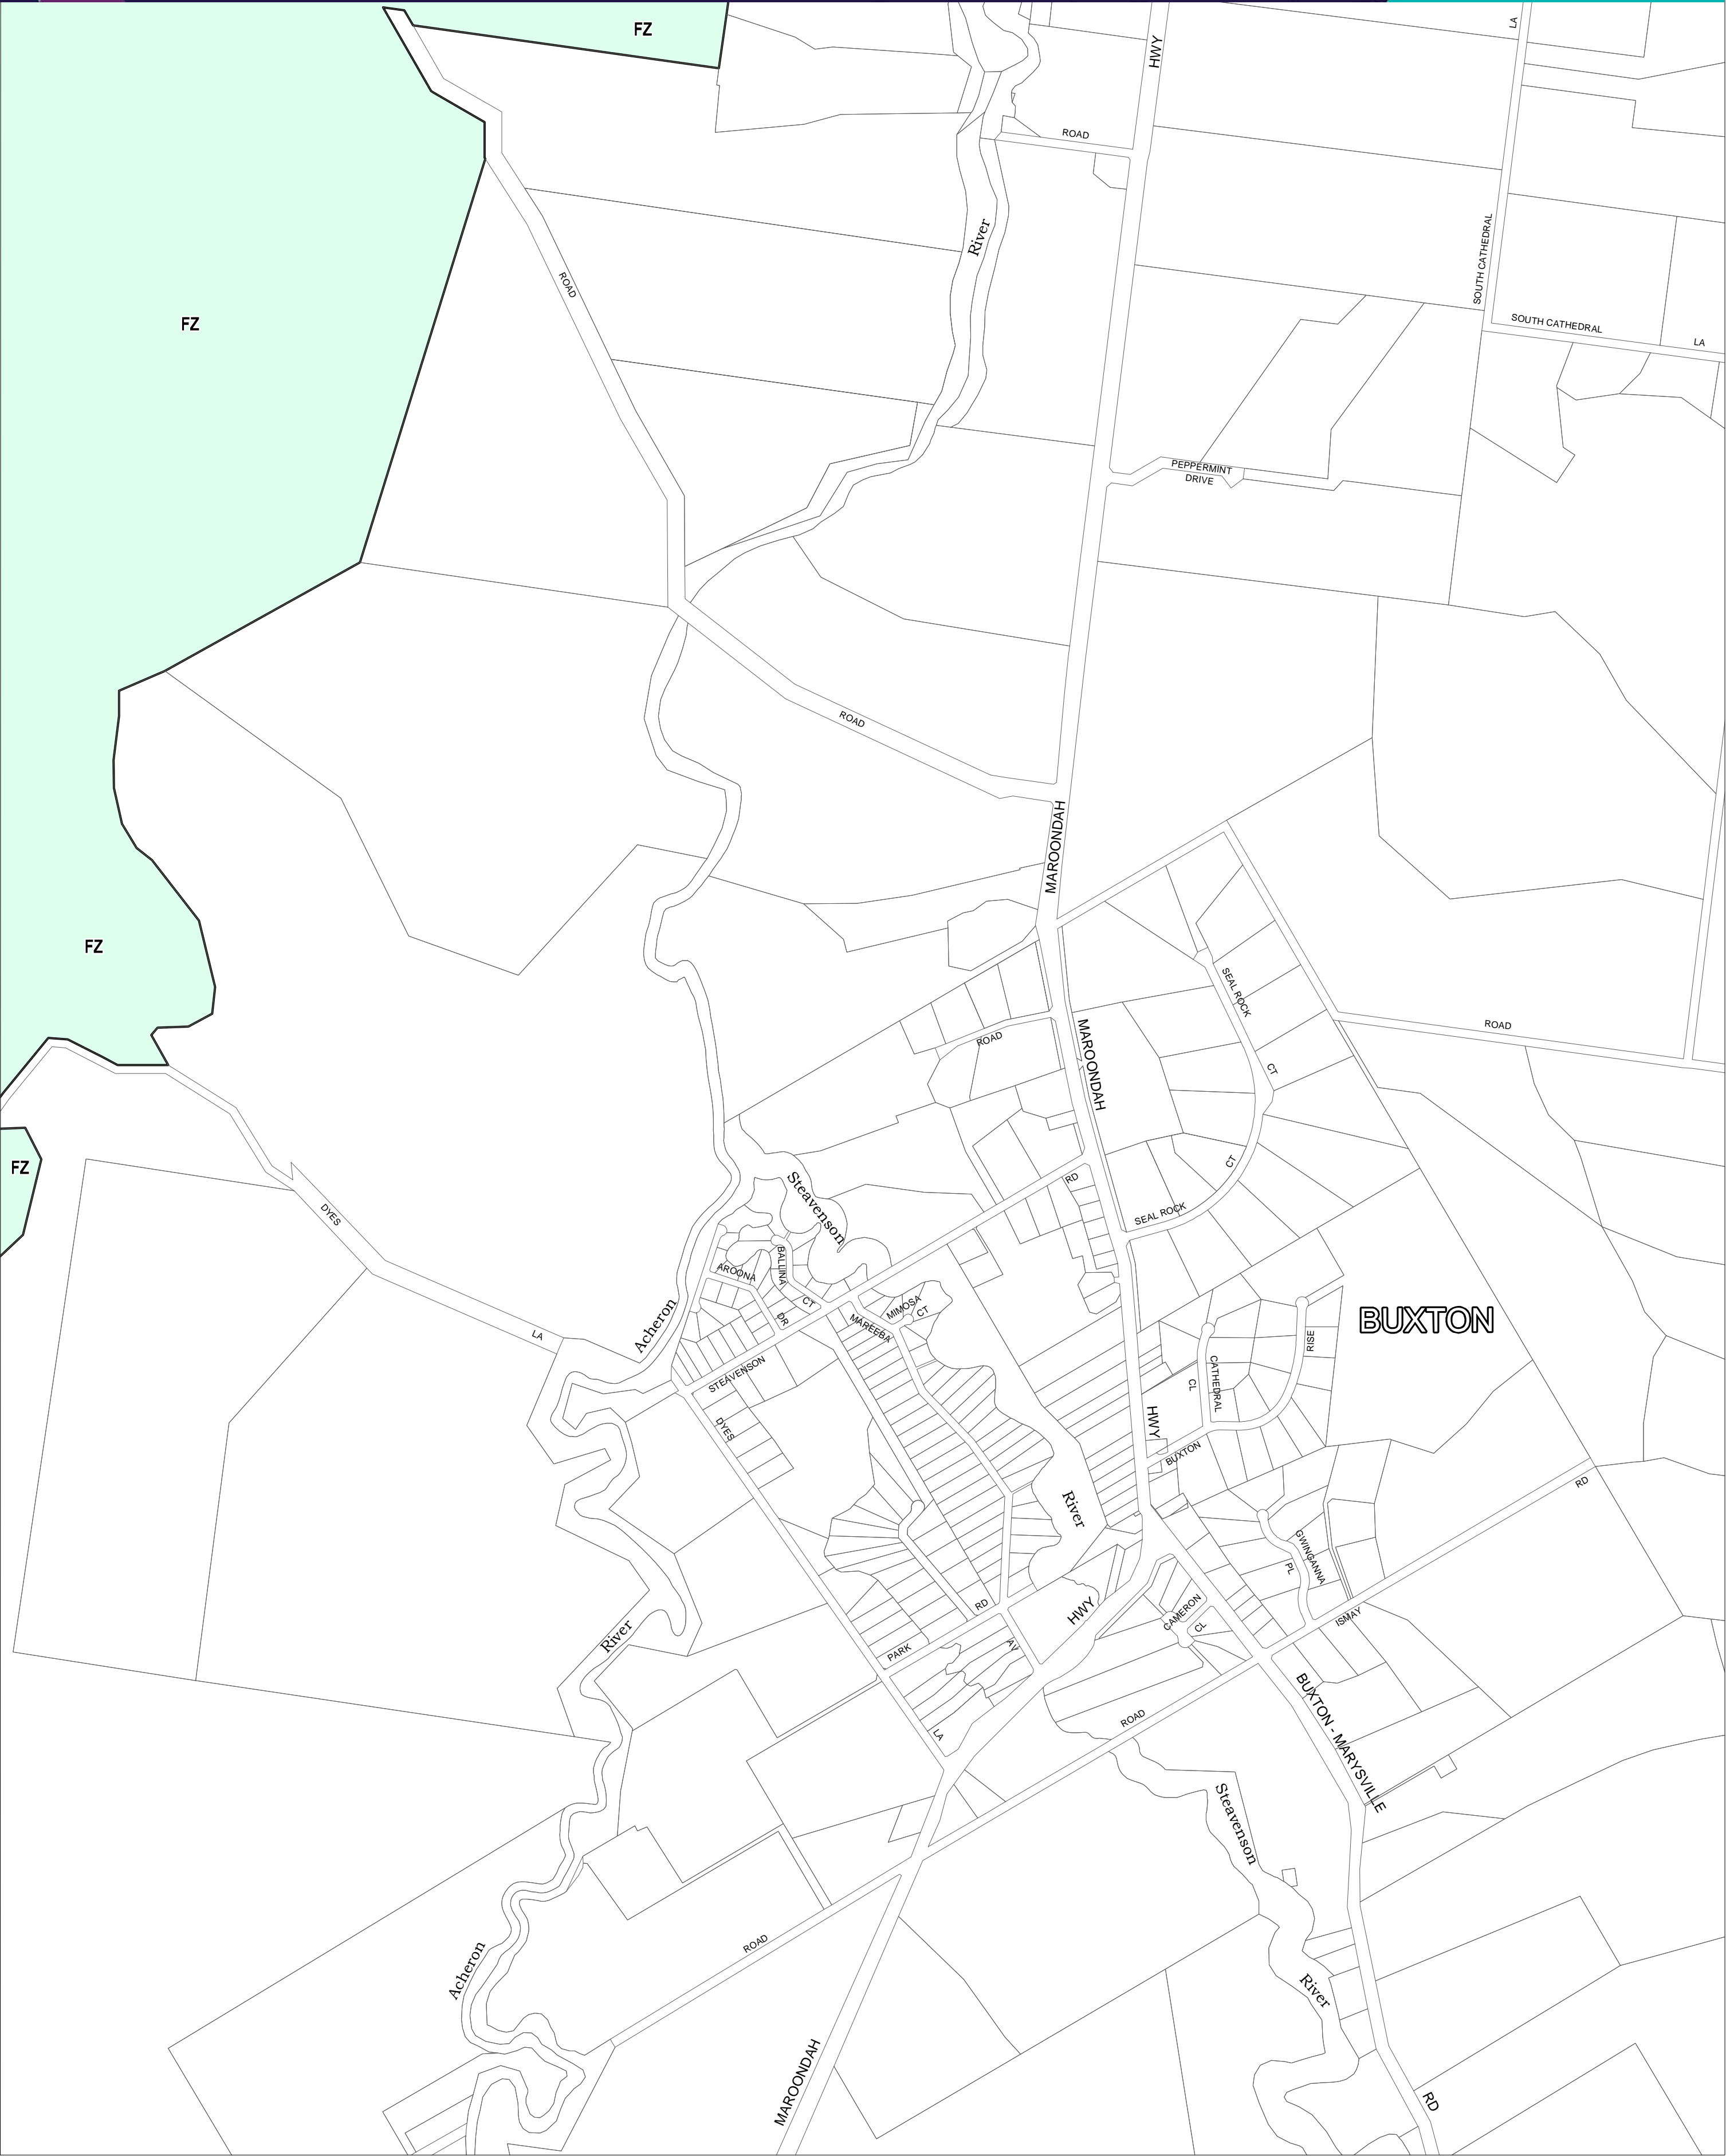 FZ
LA
HWY
ROAD
River
SOUTH CATHEDRAL
ROAD
FZ
SOUTH CATHEDRAL
LA
PEPPERMINT
DRIVE
ROAD
MAROONDAH
FZ
SEAL ROCK
ROAD
ROAD
MAROONDAH
CT
FZ
CT
RD
Steavenson
DYES
SEAL ROCK
BALLINA
AROONA
CT
MIMOSA
CT
DR
MAREEBA
Acheron
LA
BUXTON
RISE
STEAVENSON
CATHEDRAL
CL
DYES
HWY
BUXTON
RD
River
GWINGANNA
PL
RD
HWY
CAMERON
CL
ISMAY
River
AV
PARK
BUXTON - MARYSVILLE
ROAD
LA
Steavenson
ROAD
Acheron
River
MAROONDAH
RD